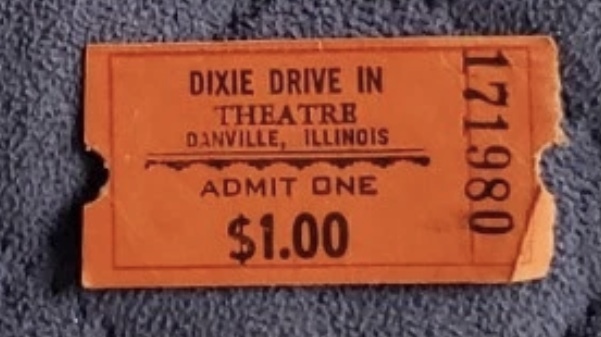 DIXIE DRIVE IN
THEATRE
DANVILLE, ILLINOIS
ADMIT ONE
$1.00
171980